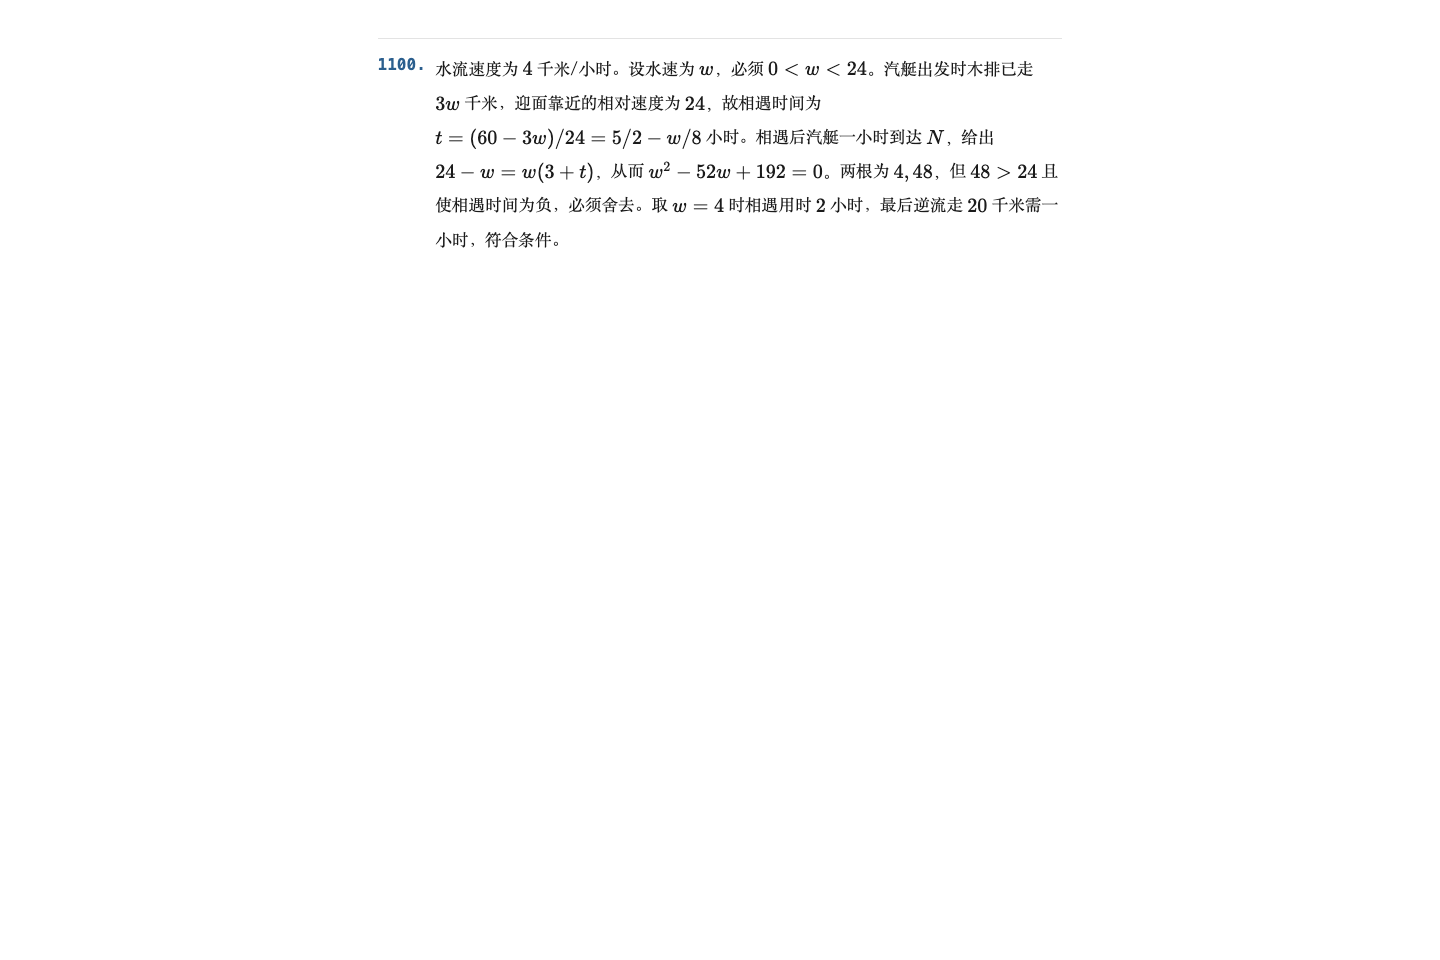 1100. 水流速度为 4 千米/小时。设水速为 w，必须 0 < w < 24。汽艇出发时木排已走
3w 千米，迎面靠近的相对速度为 24，故相遇时间为
t = (60 − 3w)/24 = 5/2 − w/8 小时。相遇后汽艇一小时到达 N，给出
24 − w = w(3 + t)，从而 w² − 52w + 192 = 0。两根为 4, 48，但 48 > 24 且
使相遇时间为负，必须舍去。取 w = 4 时相遇用时 2 小时，最后逆流走 20 千米需一
小时，符合条件。